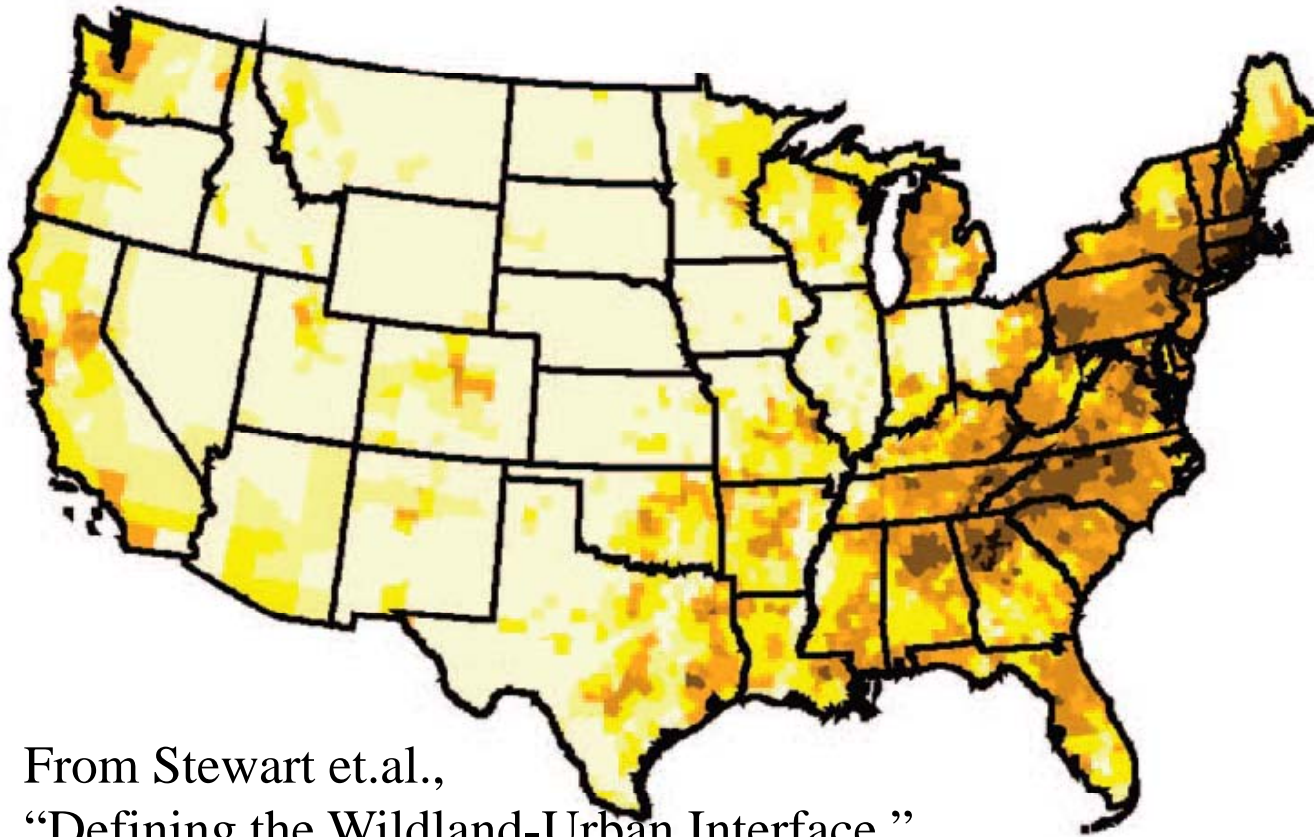 From Stewart et.al.,
“Defining the Wildland-Urban Interface,”